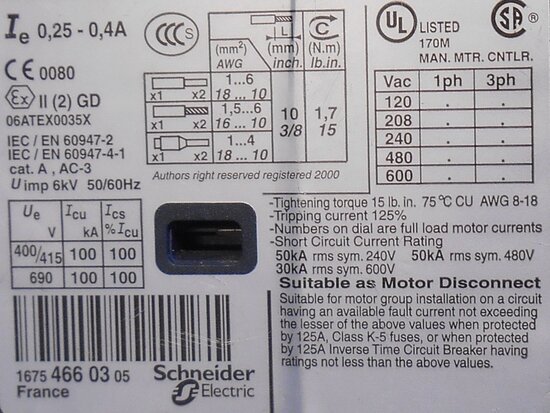 Ie 0,25 - 0,4A
CCC S
CE 0080
Ex II (2) GD
06ATEX0035X
IEC / EN 60947-2
IEC / EN 60947-4-1
cat. A , AC-3
U imp 6kV 50/60Hz
L C
(mm²) AWG (mm) inch. (N.m) lb.in.
x1 x2 1...6
18 ... 10
x1 x2 1,5...6
16 ... 10
x1 x2 1...4
18 ... 10
10
3/8
1,7
15
Authors right reserved registered 2000
UL LISTED SA
170M
MAN. MTR. CNTLR.
Vac 1ph 3ph
120 . .
208 . .
240 . .
480 . .
600 . .
Ue Icu Ics
V kA % Icu
400/415 100 100
690 100 100
-Tightening torque 15 lb. in. 75°C CU AWG 8-18
-Tripping current 125%
-Numbers on dial are full load motor currents
-Short Circuit Current Rating
50kA rms sym. 240V 50kA rms sym. 480V
30kA rms sym. 600V
Suitable as Motor Disconnect
Suitable for motor group installation on a circuit
having an available fault current not exceeding
the lesser of the above values when protected
by 125A, Class K-5 fuses, or when protected
by 125A Inverse Time Circuit Breaker having
ratings not less than the above values.
1675 466 03 05
France
Schneider
Electric